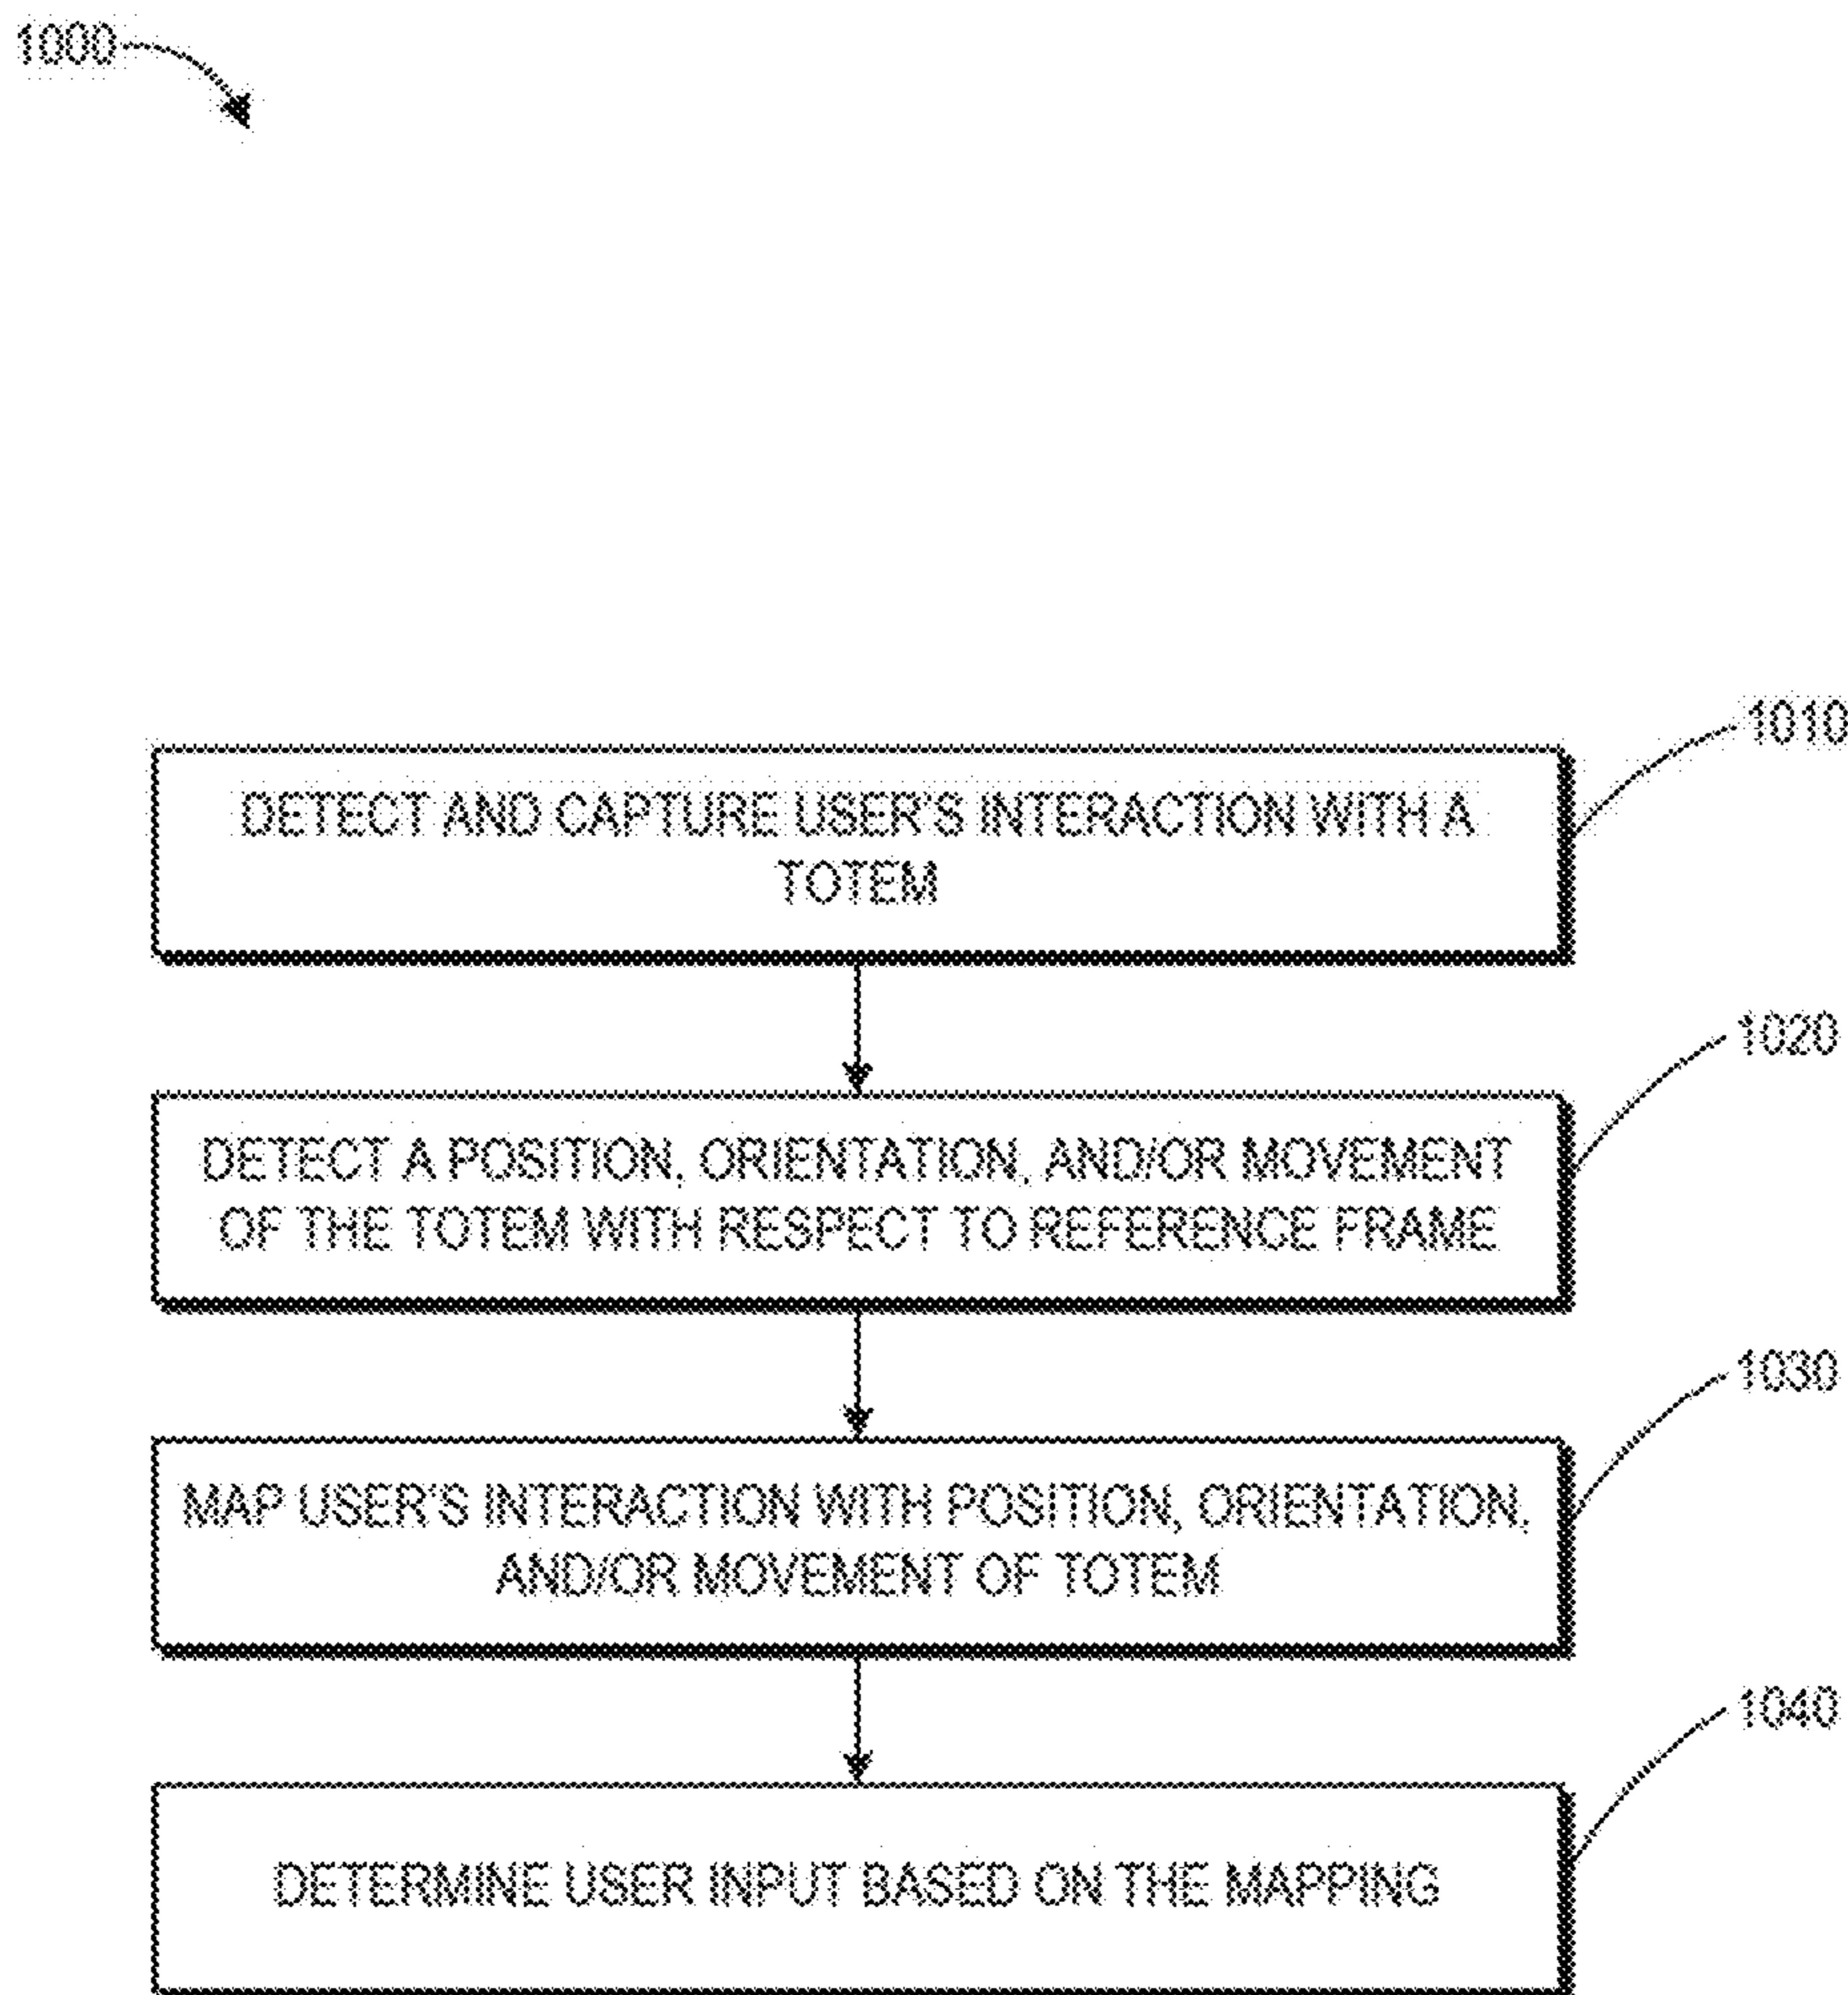 1000
1010
DETECT AND CAPTURE USER'S INTERACTION WITH A
TOTEM
1020
DETECT A POSITION, ORIENTATION, AND/OR MOVEMENT
OF THE TOTEM WITH RESPECT TO REFERENCE FRAME
1030
MAP USER'S INTERACTION WITH POSITION, ORIENTATION,
AND/OR MOVEMENT OF TOTEM
1040
DETERMINE USER INPUT BASED ON THE MAPPING